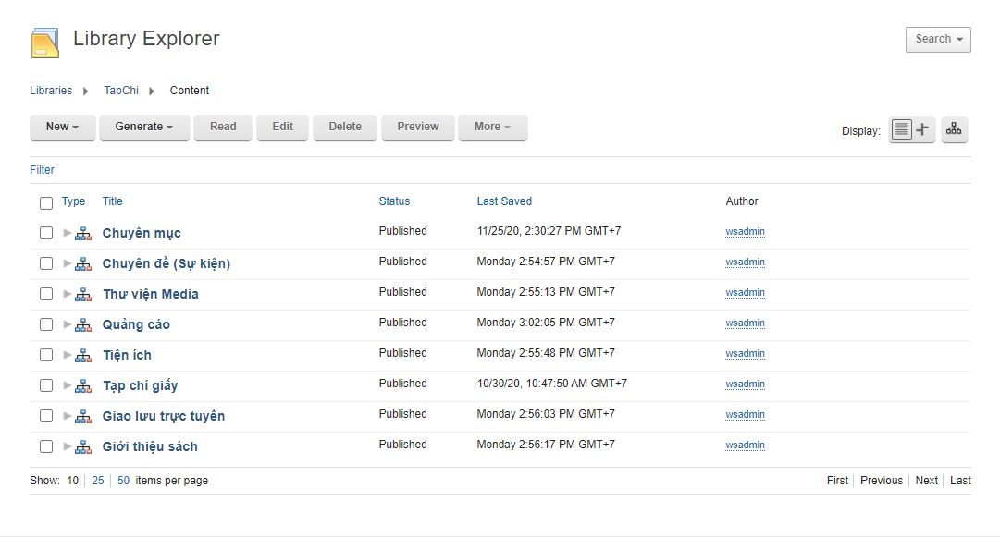 Library Explorer
Search
Libraries TapChi Content
New Generate Read Edit Delete Preview More Display:
Filter
Type Title Status Last Saved Author
Chuyên mục Published 11/25/20, 2:30:27 PM GMT+7 wsadmin
Chuyên đề (Sự kiện) Published Monday 2:54:57 PM GMT+7 wsadmin
Thư viện Media Published Monday 2:55:13 PM GMT+7 wsadmin
Quảng cáo Published Monday 3:02:05 PM GMT+7 wsadmin
Tiện ích Published Monday 2:55:48 PM GMT+7 wsadmin
Tạp chí giấy Published 10/30/20, 10:47:50 AM GMT+7 wsadmin
Giao lưu trực tuyến Published Monday 2:56:03 PM GMT+7 wsadmin
Giới thiệu sách Published Monday 2:56:17 PM GMT+7 wsadmin
Show: 10 25 50 items per page First Previous Next Last